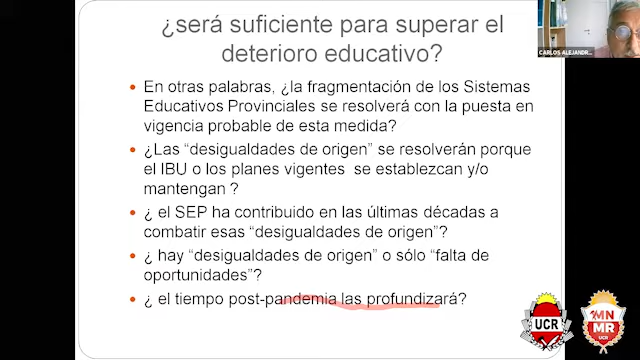 ¿será suficiente para superar el
deterioro educativo?
CARLOS ALEJANDR...
• En otras palabras, ¿la fragmentación de los Sistemas
Educativos Provinciales se resolverá con la puesta en
vigencia probable de esta medida?
• ¿Las “desigualdades de origen” se resolverán porque
el IBU o los planes vigentes se establezcan y/o
mantengan ?
• ¿ el SEP ha contribuido en las últimas décadas a
combatir esas “desigualdades de origen”?
• ¿ hay “desigualdades de origen” o sólo “falta de
oportunidades”?
• ¿ el tiempo post-pandemia las profundizará?
UCR
MN
MR
UCR